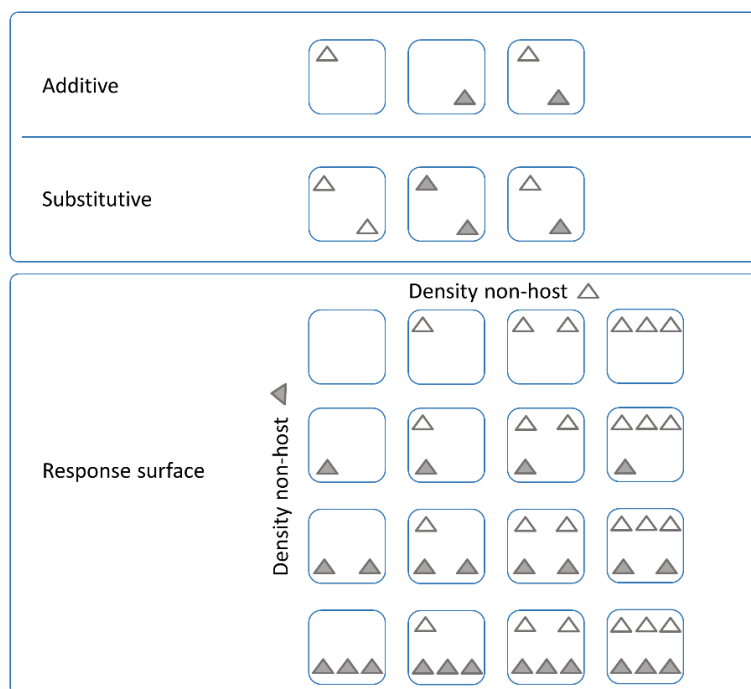 Additive
Substitutive
Density non-host
Response surface
Density non-host